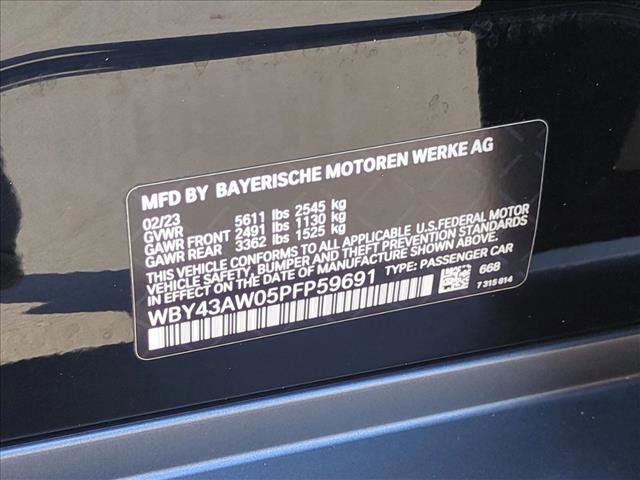 MFD BY BAYERISCHE MOTOREN WERKE AG
02/23
GVWR 5611 lbs 2545 kg
GAWR FRONT 2491 lbs 1130 kg
GAWR REAR 3362 lbs 1525 kg
THIS VEHICLE CONFORMS TO ALL APPLICABLE U.S.FEDERAL MOTOR
VEHICLE SAFETY, BUMPER AND THEFT PREVENTION STANDARDS
IN EFFECT ON THE DATE OF MANUFACTURE SHOWN ABOVE.
WBY43AW05PFP59691 TYPE: PASSENGER CAR
668
7 315 814